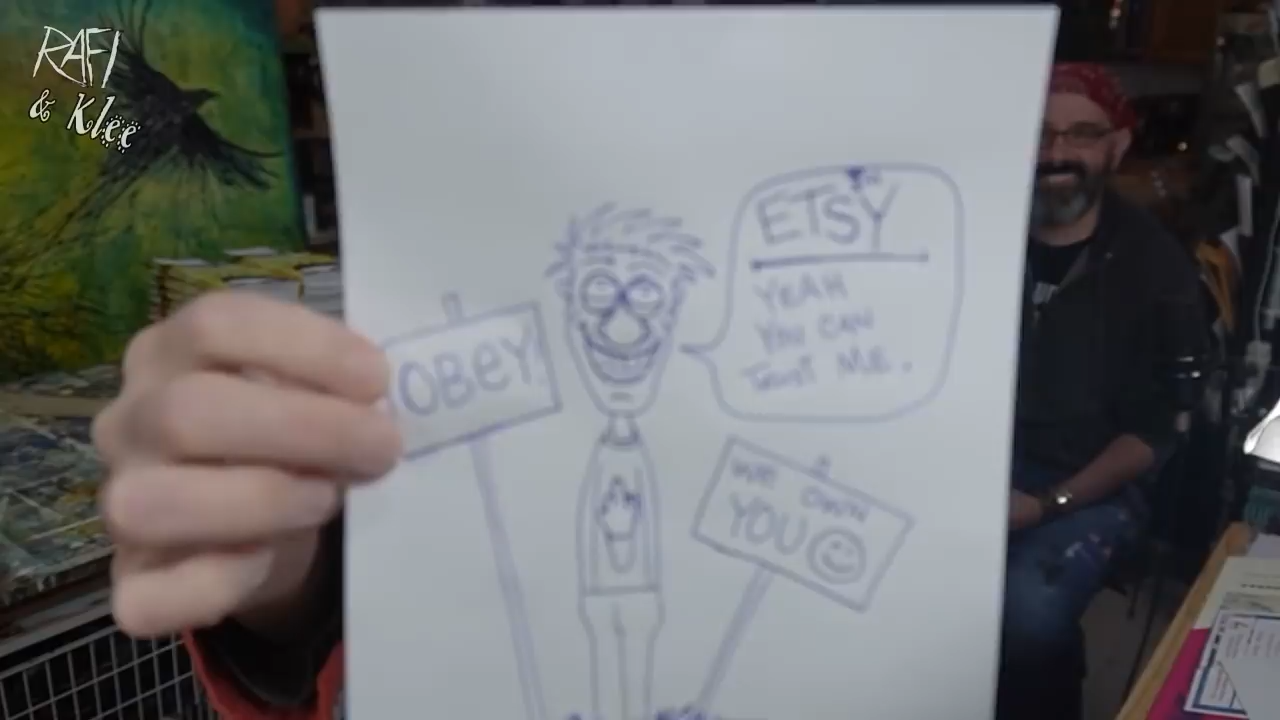 RAFI
& Klee
OBEY!
ETSY
YEAH
YOU CAN
TRUST ME.
WE OWN
YOU